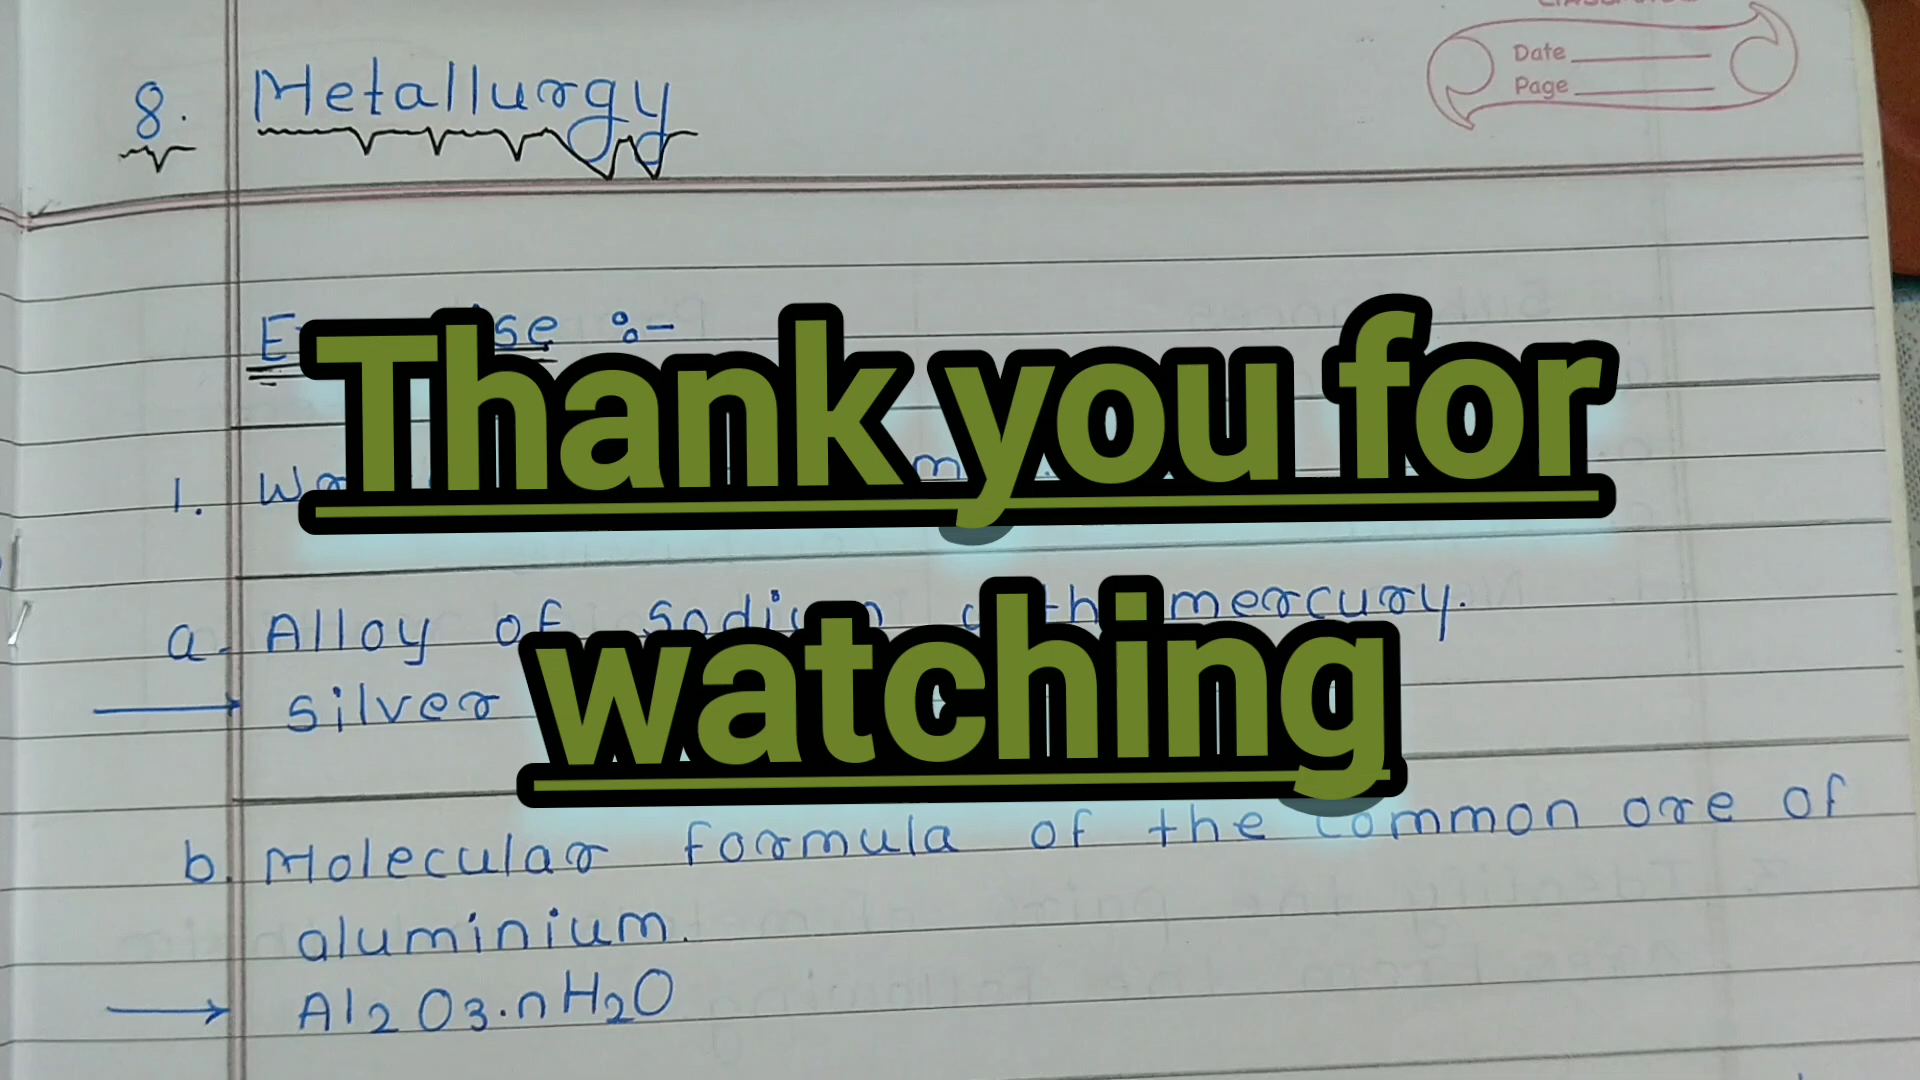 Date
Page
8. Metallurgy
se :-
Thank you for
1.
a. Alloy of mercury.
watching
→ silver
b. Molecular formula of the common ore of
aluminium.
→ Al2O3.nH2O